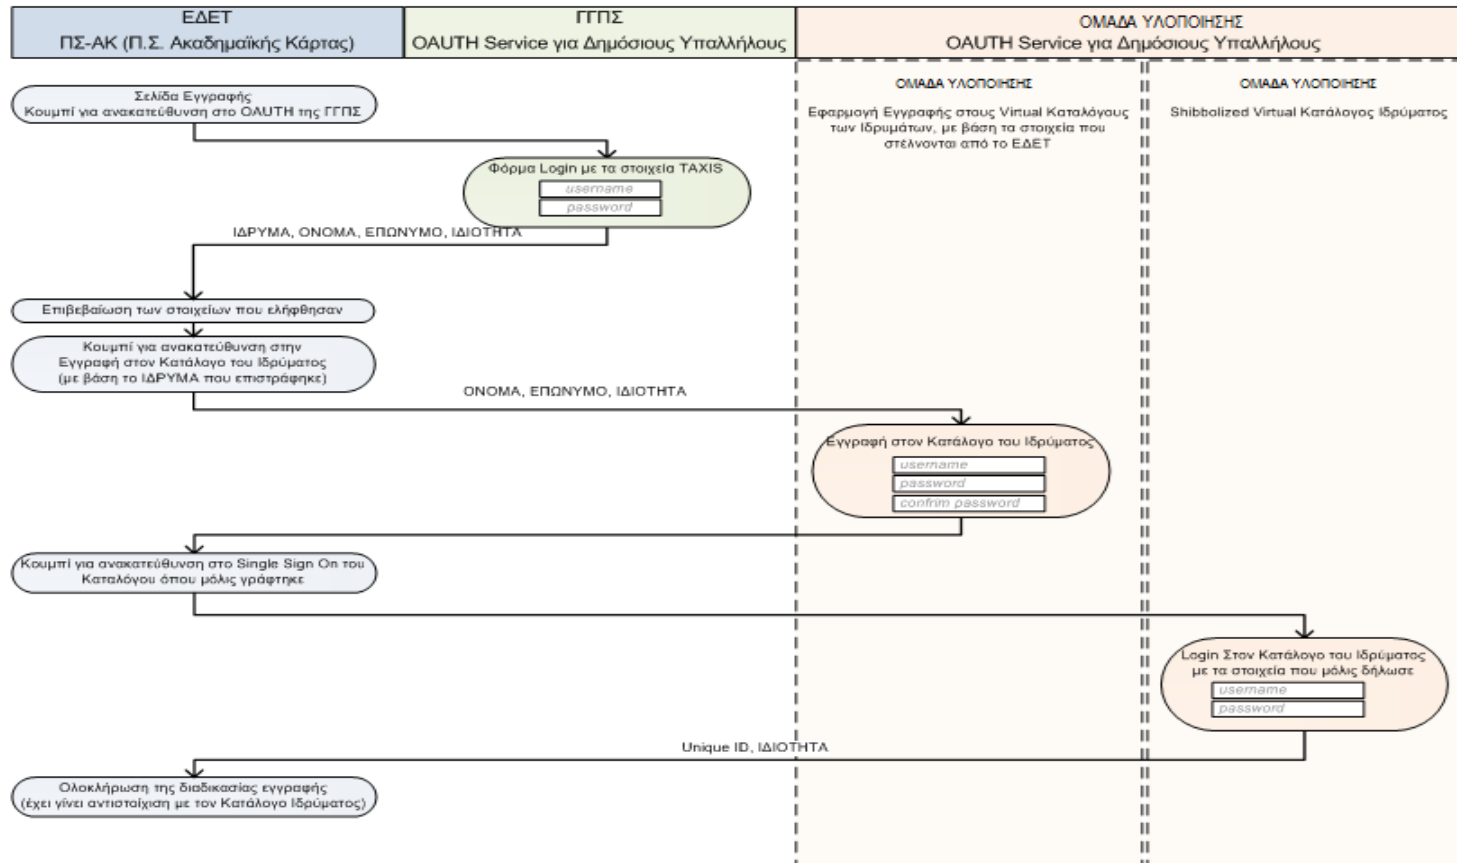 ΕΔΕΤ
ΠΣ-ΑΚ (Π.Σ. Ακαδημαϊκής Κάρτας)
ΓΓΠΣ
OAUTH Service για Δημόσιους Υπαλλήλους
ΟΜΑΔΑ ΥΛΟΠΟΙΗΣΗΣ
OAUTH Service για Δημόσιους Υπαλλήλους
ΟΜΑΔΑ ΥΛΟΠΟΙΗΣΗΣ
Εφαρμογή Εγγραφής στους Virtual Καταλόγους
των Ιδρυμάτων, με βάση τα στοιχεία που
στέλνονται από το ΕΔΕΤ
ΟΜΑΔΑ ΥΛΟΠΟΙΗΣΗΣ
Shibbolized Virtual Κατάλογος Ιδρύματος
Σελίδα Εγγραφής
Κουμπί για ανακατεύθυνση στο OAUTH της ΓΓΠΣ
Φόρμα Login με τα στοιχεία TAXIS
username
password
ΙΔΡΥΜΑ, ΟΝΟΜΑ, ΕΠΩΝΥΜΟ, ΙΔΙΟΤΗΤΑ
Επιβεβαίωση των στοιχείων που ελήφθησαν
Κουμπί για ανακατεύθυνση στην
Εγγραφή στον Κατάλογο του Ιδρύματος
(με βάση το ΙΔΡΥΜΑ που επιστράφηκε)
ΟΝΟΜΑ, ΕΠΩΝΥΜΟ, ΙΔΙΟΤΗΤΑ
Εγγραφή στον Κατάλογο του Ιδρύματος
username
password
confrim password
Κουμπί για ανακατεύθυνση στο Single Sign On του
Καταλόγου όπου μόλις γράφτηκε
Login Στον Κατάλογο του Ιδρύματος
με τα στοιχεία που μόλις δήλωσε
username
password
Unique ID, ΙΔΙΟΤΗΤΑ
Ολοκλήρωση της διαδικασίας εγγραφής
(έχει γίνει αντιστοίχιση με τον Κατάλογο Ιδρύματος)